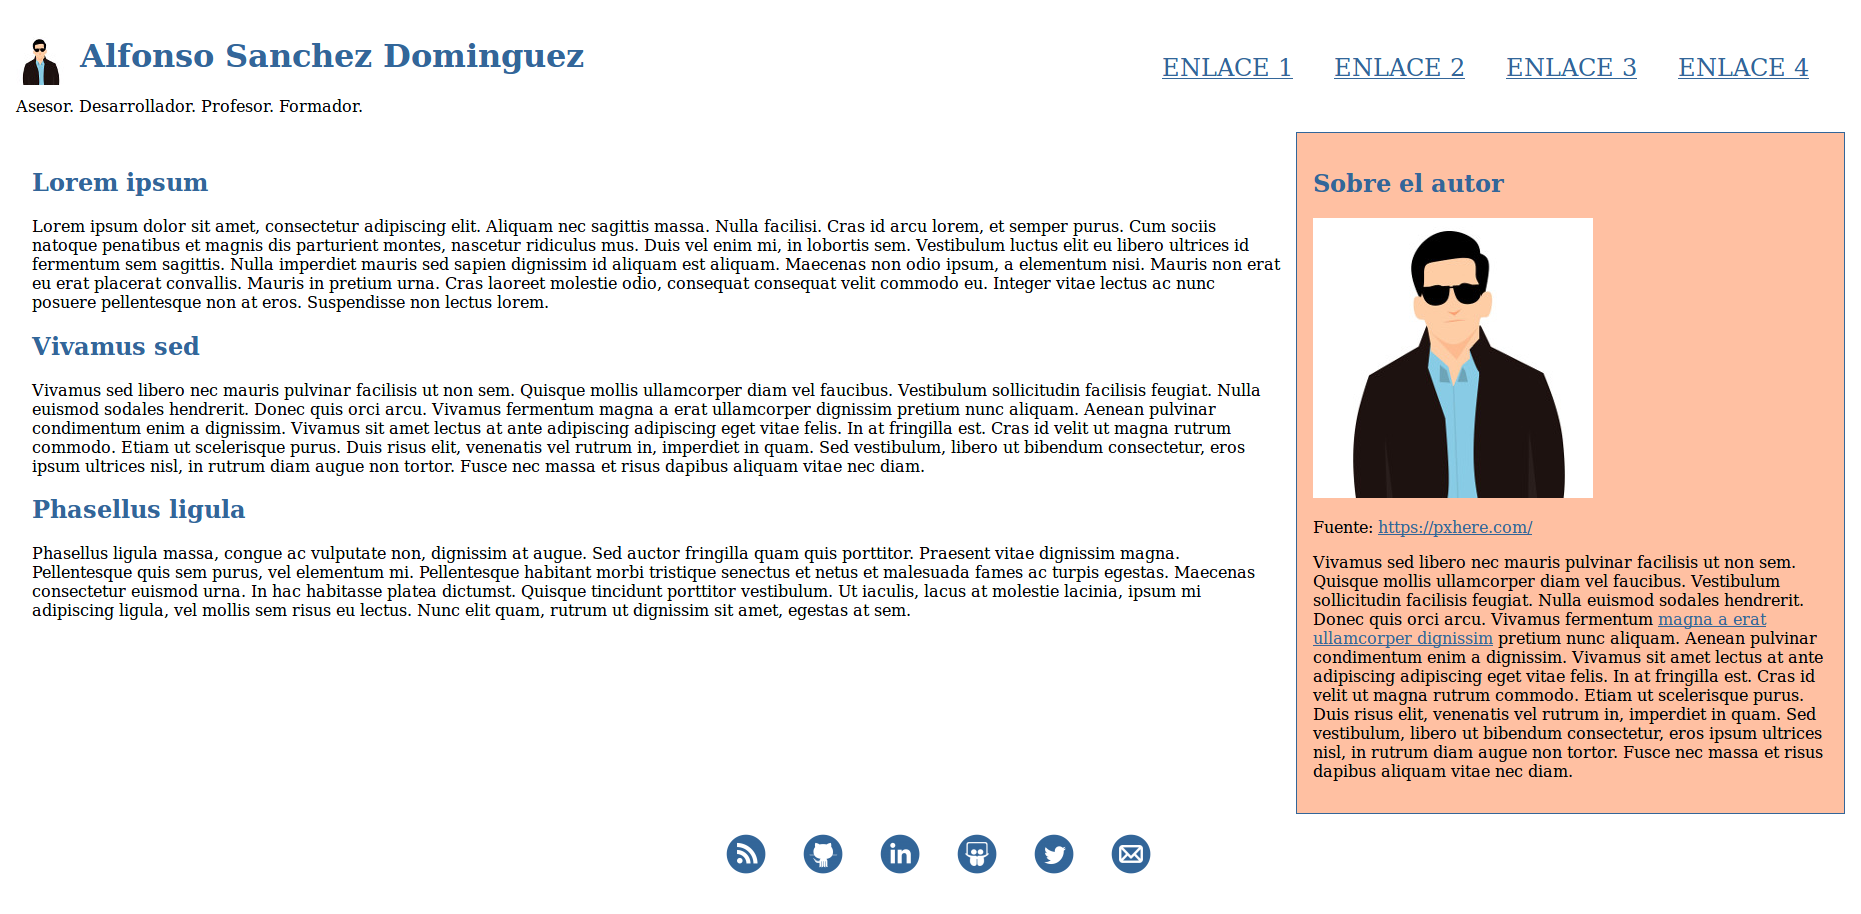 Alfonso Sanchez Dominguez
ENLACE 1 ENLACE 2 ENLACE 3 ENLACE 4
Asesor. Desarrollador. Profesor. Formador.
Lorem ipsum
Lorem ipsum dolor sit amet, consectetur adipiscing elit. Aliquam nec sagittis massa. Nulla facilisi. Cras id arcu lorem, et semper purus. Cum sociis
natoque penatibus et magnis dis parturient montes, nascetur ridiculus mus. Duis vel enim mi, in lobortis sem. Vestibulum luctus elit eu libero ultrices id
fermentum sem sagittis. Nulla imperdiet mauris sed sapien dignissim id aliquam est aliquam. Maecenas non odio ipsum, a elementum nisi. Mauris non erat
eu erat placerat convallis. Mauris in pretium urna. Cras laoreet molestie odio, consequat consequat velit commodo eu. Integer vitae lectus ac nunc
posuere pellentesque non at eros. Suspendisse non lectus lorem.
Vivamus sed
Vivamus sed libero nec mauris pulvinar facilisis ut non sem. Quisque mollis ullamcorper diam vel faucibus. Vestibulum sollicitudin facilisis feugiat. Nulla
euismod sodales hendrerit. Donec quis orci arcu. Vivamus fermentum magna a erat ullamcorper dignissim pretium nunc aliquam. Aenean pulvinar
condimentum enim a dignissim. Vivamus sit amet lectus at ante adipiscing adipiscing eget vitae felis. In at fringilla est. Cras id velit ut magna rutrum
commodo. Etiam ut scelerisque purus. Duis risus elit, venenatis vel rutrum in, imperdiet in quam. Sed vestibulum, libero ut bibendum consectetur, eros
ipsum ultrices nisl, in rutrum diam augue non tortor. Fusce nec massa et risus dapibus aliquam vitae nec diam.
Phasellus ligula
Phasellus ligula massa, congue ac vulputate non, dignissim at augue. Sed auctor fringilla quam quis porttitor. Praesent vitae dignissim magna.
Pellentesque quis sem purus, vel elementum mi. Pellentesque habitant morbi tristique senectus et netus et malesuada fames ac turpis egestas. Maecenas
consectetur euismod urna. In hac habitasse platea dictumst. Quisque tincidunt porttitor vestibulum. Ut iaculis, lacus at molestie lacinia, ipsum mi
adipiscing ligula, vel mollis sem risus eu lectus. Nunc elit quam, rutrum ut dignissim sit amet, egestas at sem.
Sobre el autor
Fuente: https://pxhere.com/
Vivamus sed libero nec mauris pulvinar facilisis ut non sem.
Quisque mollis ullamcorper diam vel faucibus. Vestibulum
sollicitudin facilisis feugiat. Nulla euismod sodales hendrerit.
Donec quis orci arcu. Vivamus fermentum magna a erat
ullamcorper dignissim pretium nunc aliquam. Aenean pulvinar
condimentum enim a dignissim. Vivamus sit amet lectus at ante
adipiscing adipiscing eget vitae felis. In at fringilla est. Cras id
velit ut magna rutrum commodo. Etiam ut scelerisque purus.
Duis risus elit, venenatis vel rutrum in, imperdiet in quam. Sed
vestibulum, libero ut bibendum consectetur, eros ipsum ultrices
nisl, in rutrum diam augue non tortor. Fusce nec massa et risus
dapibus aliquam vitae nec diam.
in